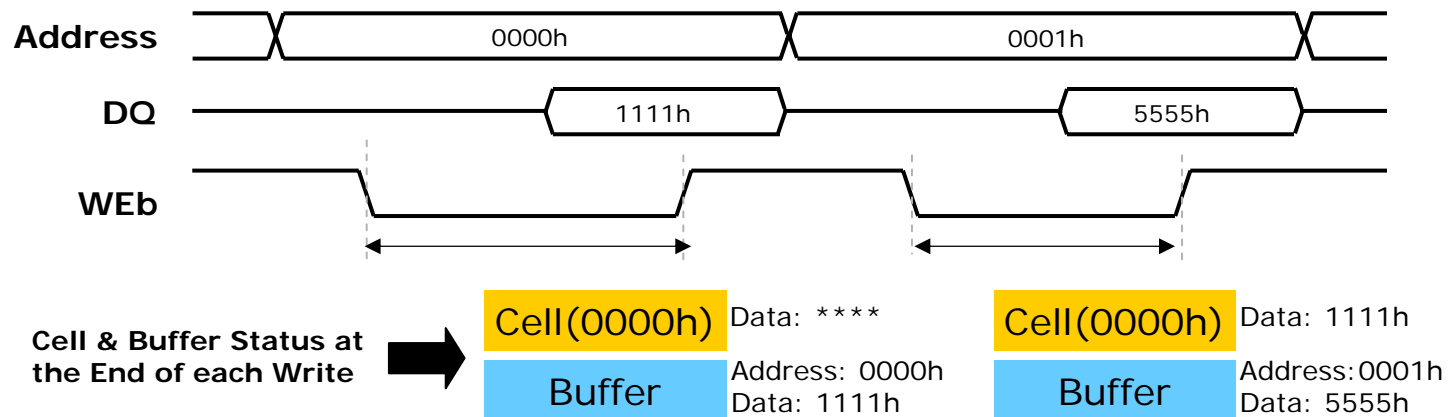 Address
0000h
0001h
DQ
1111h
5555h
WEb
Cell & Buffer Status at
the End of each Write
Cell(0000h)
Data: ****
Buffer
Address: 0000h
Data: 1111h
Cell(0000h)
Data: 1111h
Buffer
Address:0001h
Data: 5555h